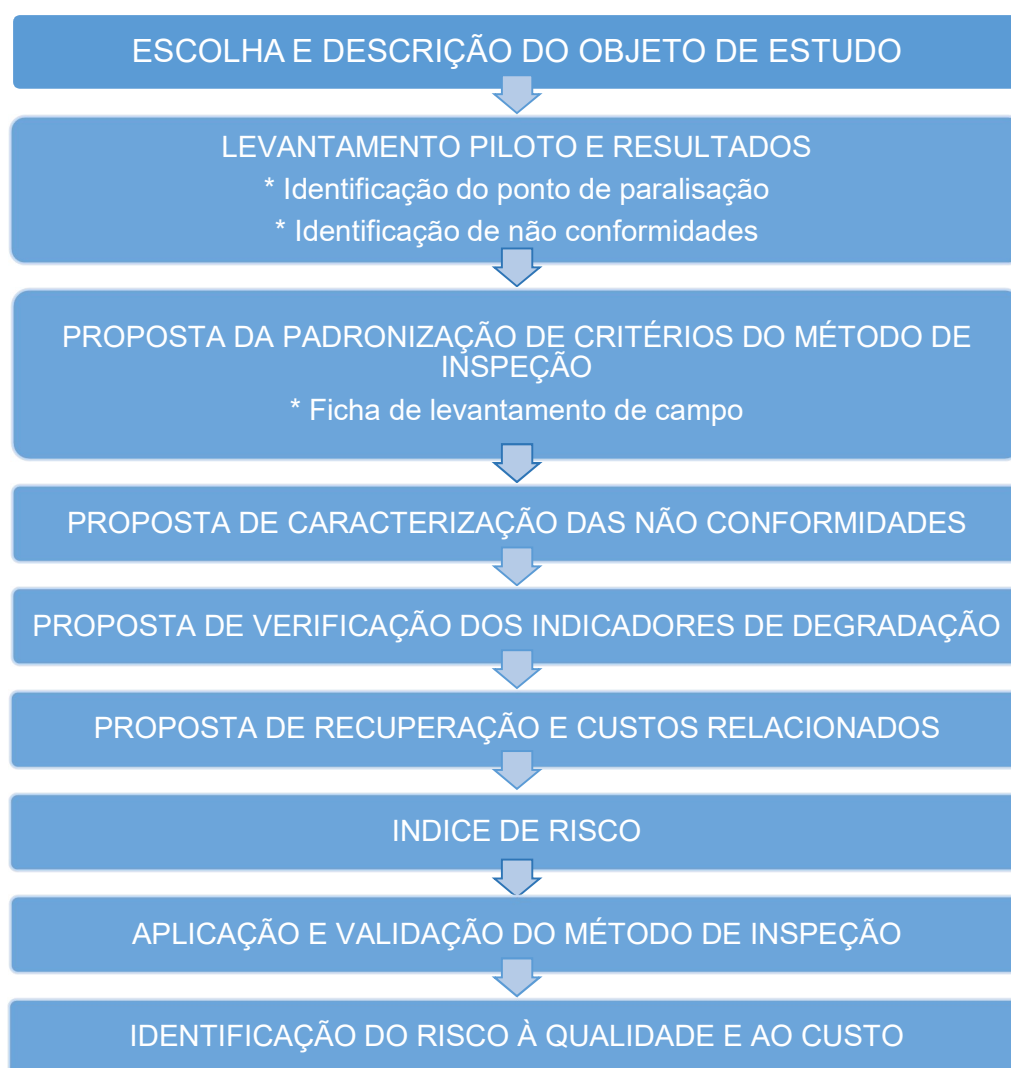 ESCOLHA E DESCRIÇÃO DO OBJETO DE ESTUDO
LEVANTAMENTO PILOTO E RESULTADOS
* Identificação do ponto de paralisação
* Identificação de não conformidades
PROPOSTA DA PADRONIZAÇÃO DE CRITÉRIOS DO MÉTODO DE
INSPEÇÃO
* Ficha de levantamento de campo
PROPOSTA DE CARACTERIZAÇÃO DAS NÃO CONFORMIDADES
PROPOSTA DE VERIFICAÇÃO DOS INDICADORES DE DEGRADAÇÃO
PROPOSTA DE RECUPERAÇÃO E CUSTOS RELACIONADOS
INDICE DE RISCO
APLICAÇÃO E VALIDAÇÃO DO MÉTODO DE INSPEÇÃO
IDENTIFICAÇÃO DO RISCO À QUALIDADE E AO CUSTO